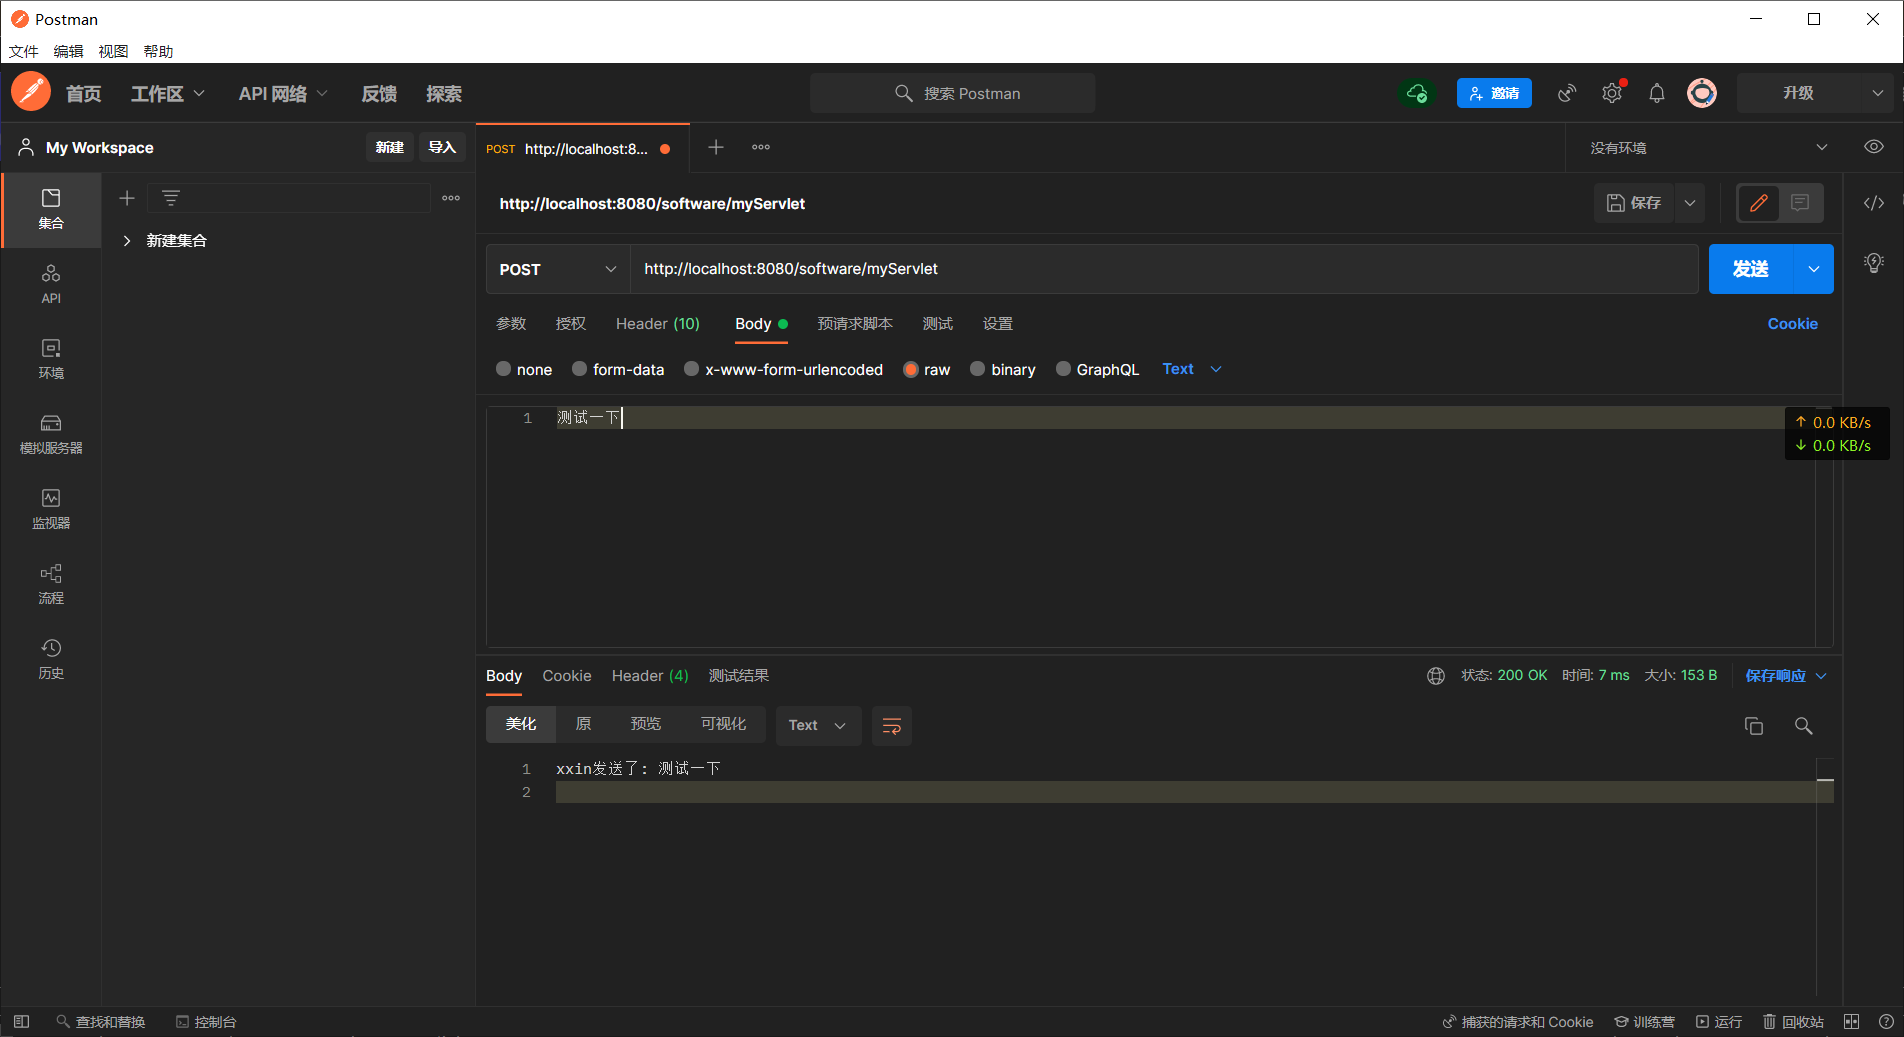 Postman
文件 编辑 视图 帮助
首页 工作区 API 网络 反馈 探索 搜索 Postman 邀请 升级
My Workspace 新建 导入 POST http://localhost:8... 没有环境
集合
新建集合
http://localhost:8080/software/myServlet 保存
POST http://localhost:8080/software/myServlet 发送
API
参数 授权 Header (10) Body 预请求脚本 测试 设置 Cookie
环境
none form-data x-www-form-urlencoded raw binary GraphQL Text
1 测试一下
↑ 0.0 KB/s
↓ 0.0 KB/s
模拟服务器
监视器
流程
历史
Body Cookie Header (4) 测试结果 状态: 200 OK 时间: 7 ms 大小: 153 B 保存响应
美化 原 预览 可视化 Text
1 xxin发送了: 测试一下
2
查找和替换 控制台 捕获的请求和 Cookie 训练营 运行 回收站